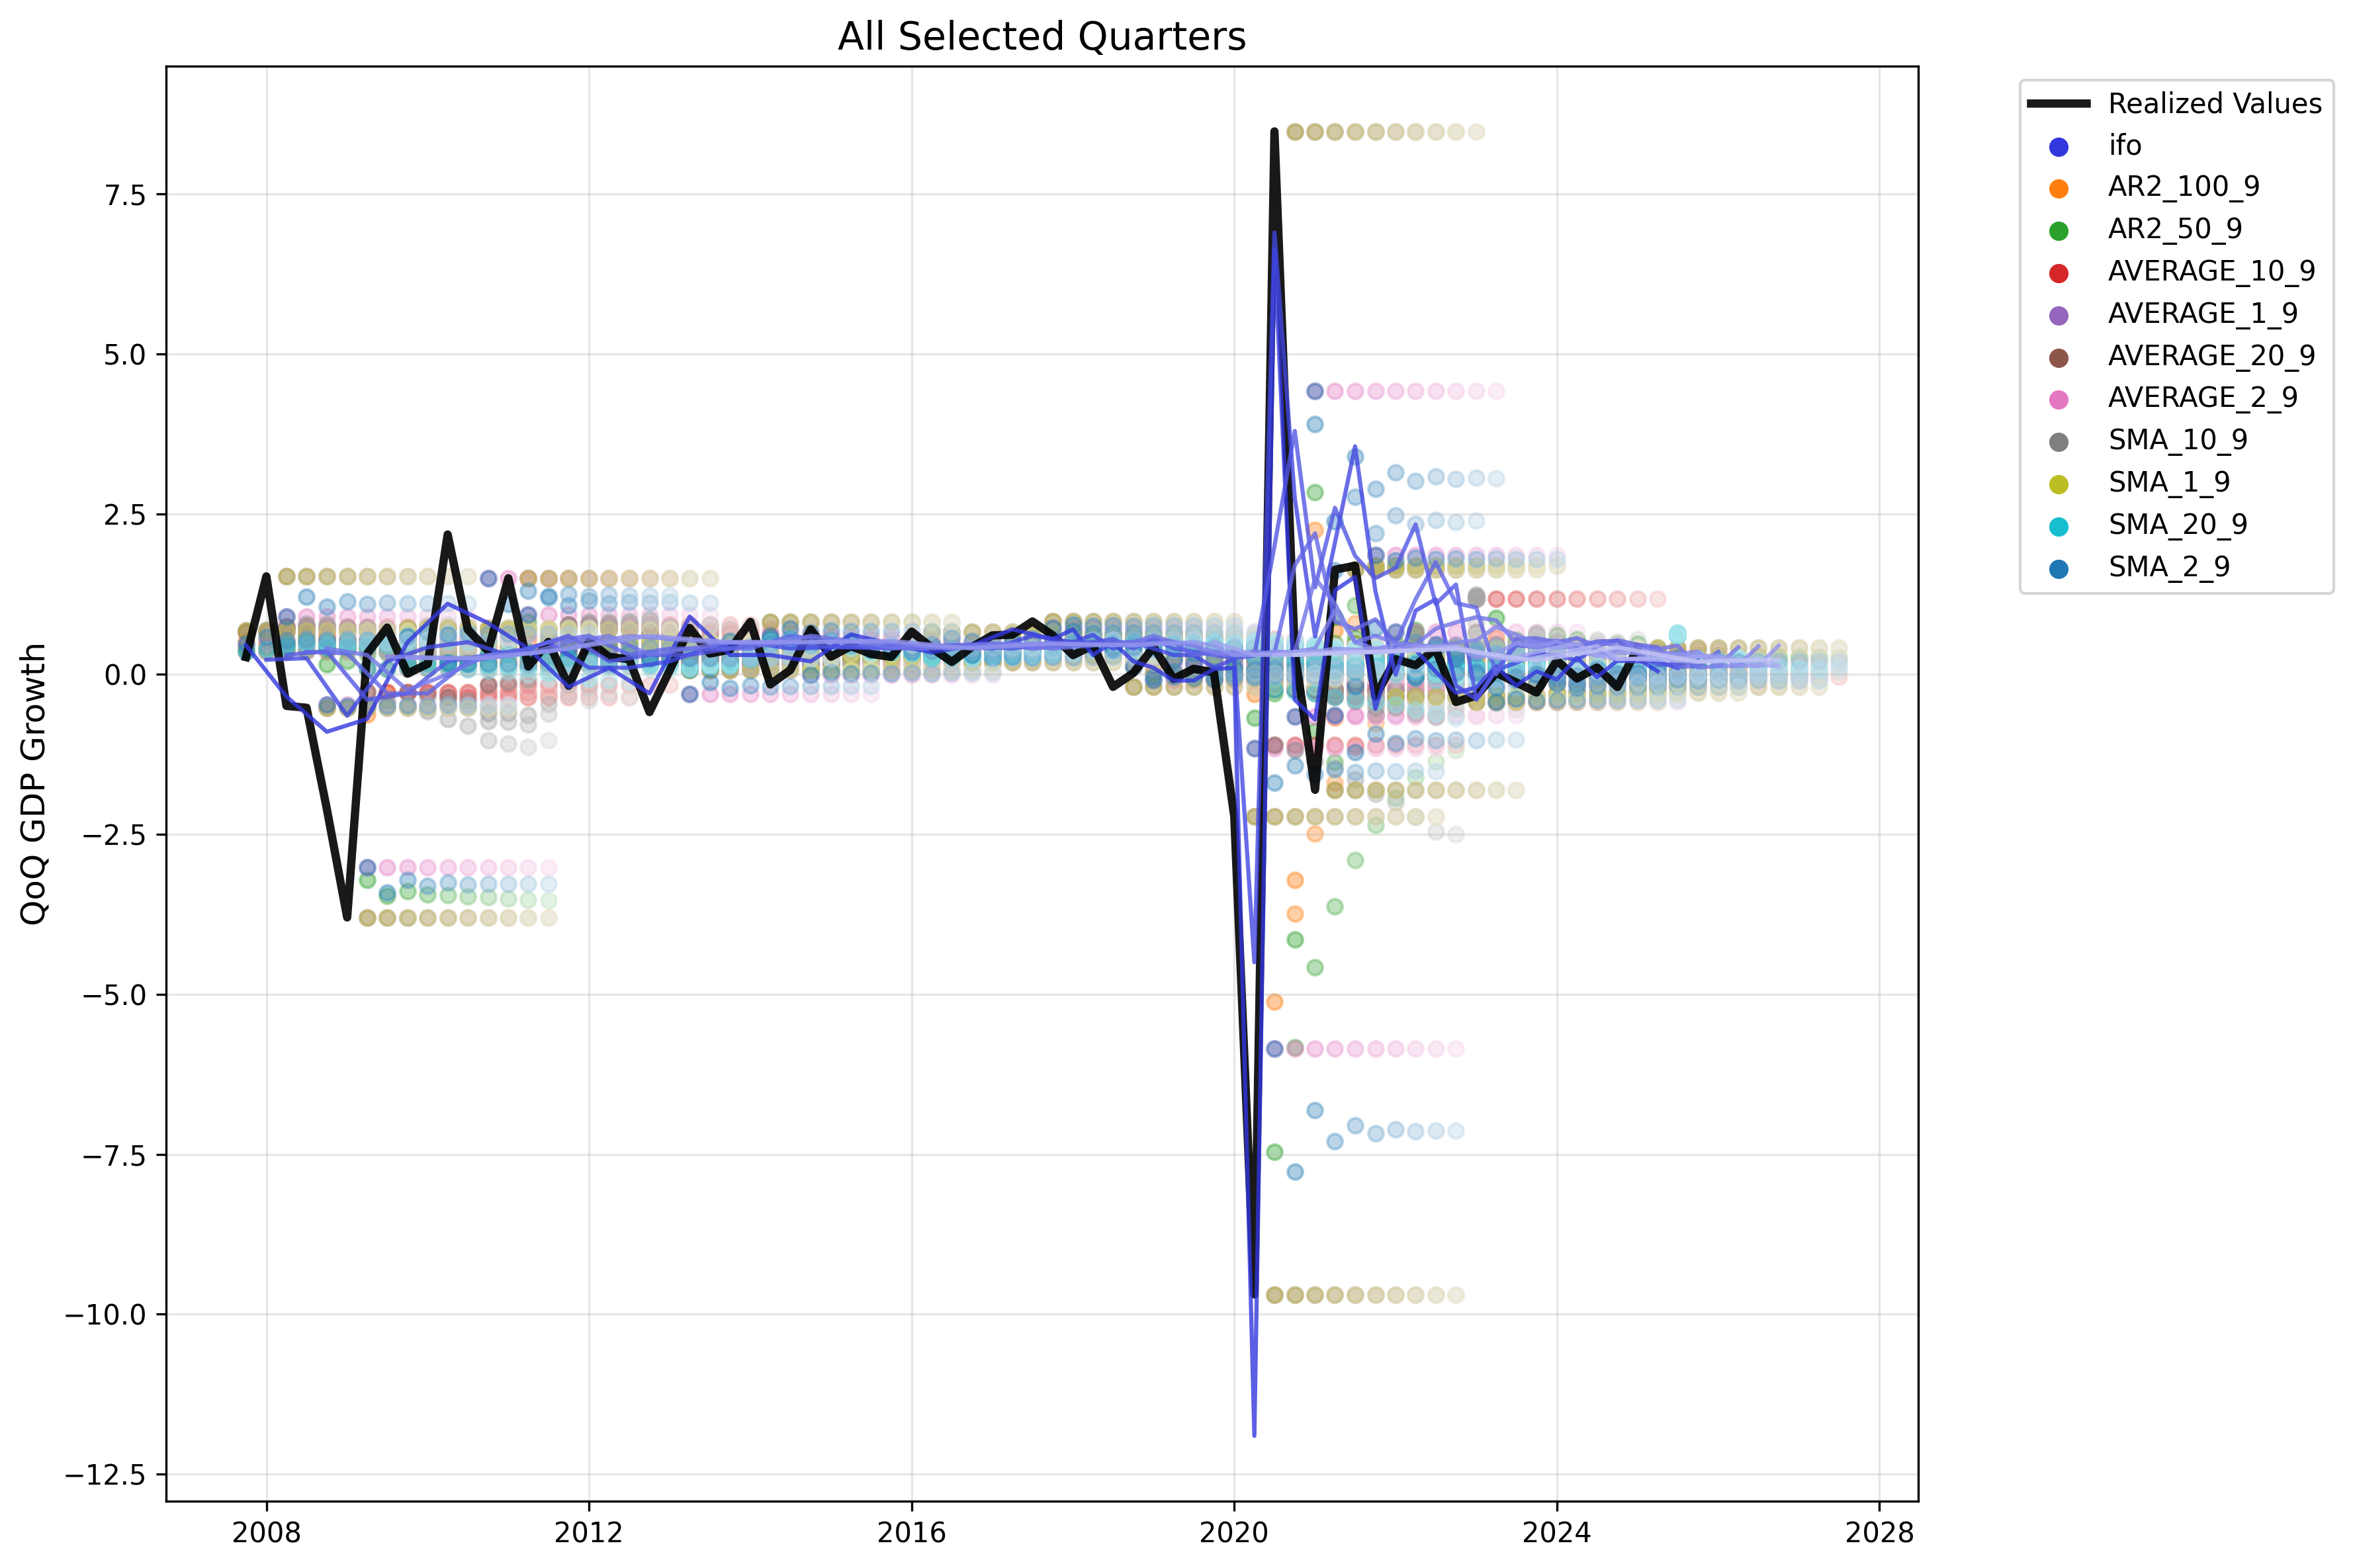 All Selected Quarters
QoQ GDP Growth
7.5
5.0
2.5
0.0
−2.5
−5.0
−7.5
−10.0
−12.5
2008
2012
2016
2020
2024
2028
Realized Values
ifo
AR2_100_9
AR2_50_9
AVERAGE_10_9
AVERAGE_1_9
AVERAGE_20_9
AVERAGE_2_9
SMA_10_9
SMA_1_9
SMA_20_9
SMA_2_9